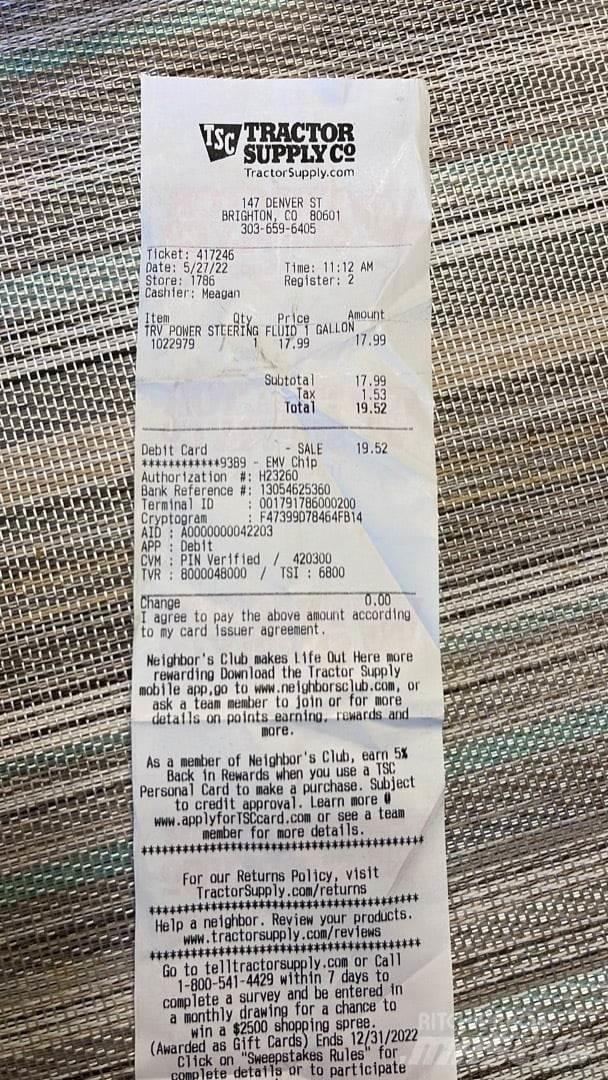 TSC TRACTOR
SUPPLY CO
TractorSupply.com
147 DENVER ST
BRIGHTON, CO 80601
303-659-6405
Ticket: 417246
Date: 5/27/22 Time: 11:12 AM
Store: 1786 Register: 2
Cashier: Meagan
Item Qty Price Amount
TRV POWER STEERING FLUID 1 GALLON
1022979 1 17.99 17.99
Subtotal 17.99
Tax 1.53
Total 19.52
Debit Card - SALE 19.52
************9389 - EMV Chip
Authorization #: H23260
Bank Reference #: 13054625360
Terminal ID : 001791786000200
Cryptogram : F47399D78464FB14
AID : A0000000042203
APP : Debit
CVM : PIN Verified / 420300
TVR : 8000048000 / TSI : 6800
Change 0.00
I agree to pay the above amount according
to my card issuer agreement.
Neighbor's Club makes Life Out Here more
rewarding Download the Tractor Supply
mobile app,go to www.neighborsclub.com, or
ask a team member to join or for more
details on points earning, rewards and
more.
As a member of Neighbor's Club, earn 5%
Back in Rewards when you use a TSC
Personal Card to make a purchase. Subject
to credit approval. Learn more @
www.applyforTSCcard.com or see a team
member for more details.
******************************************
For our Returns Policy, visit
TractorSupply.com/returns
******************************************
Help a neighbor. Review your products.
www.tractorsupply.com/reviews
******************************************
Go to telltractorsupply.com or Call
1-800-541-4429 within 7 days to
complete a survey and be entered in
a monthly drawing for a chance to
win a $2500 shopping spree.
(Awarded as Gift Cards) Ends 12/31/2022
Click on "Sweepstakes Rules" for
complete details or to participate